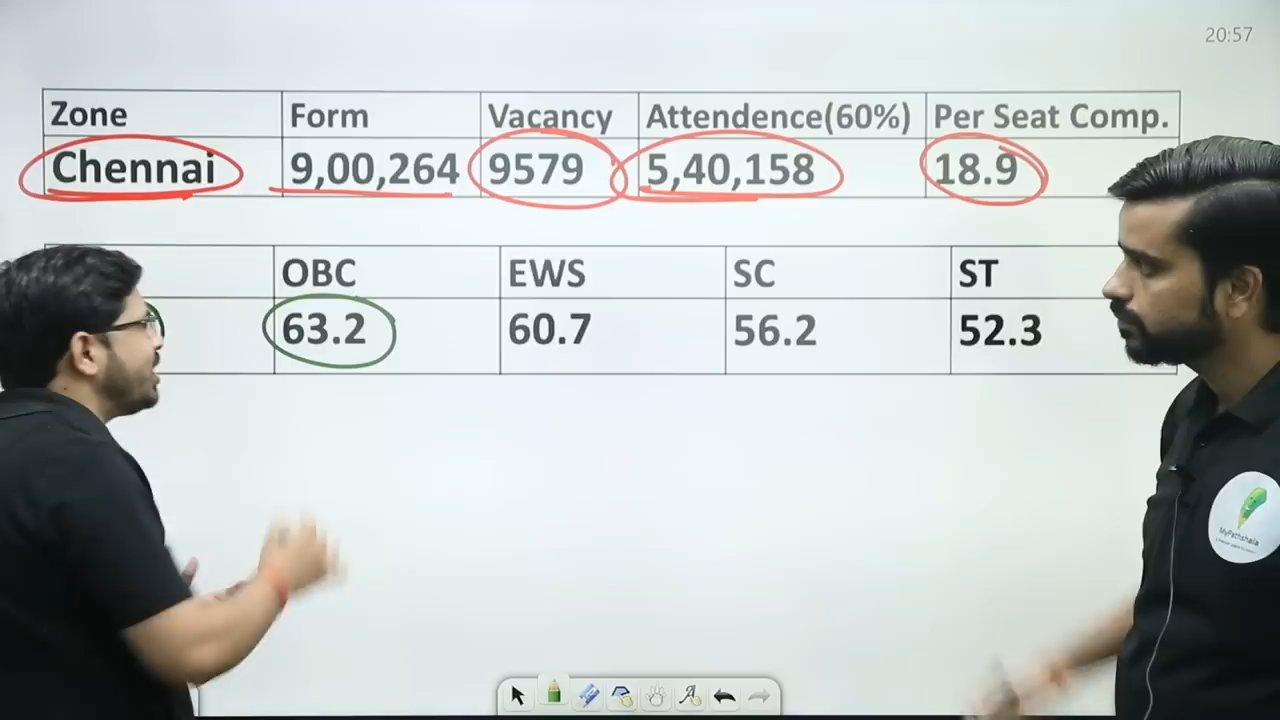 20:57
Zone Form Vacancy Attendence(60%) Per Seat Comp.
Chennai 9,00,264 9579 5,40,158 18.9
OBC EWS SC ST
63.2 60.7 56.2 52.3
MyPathshala